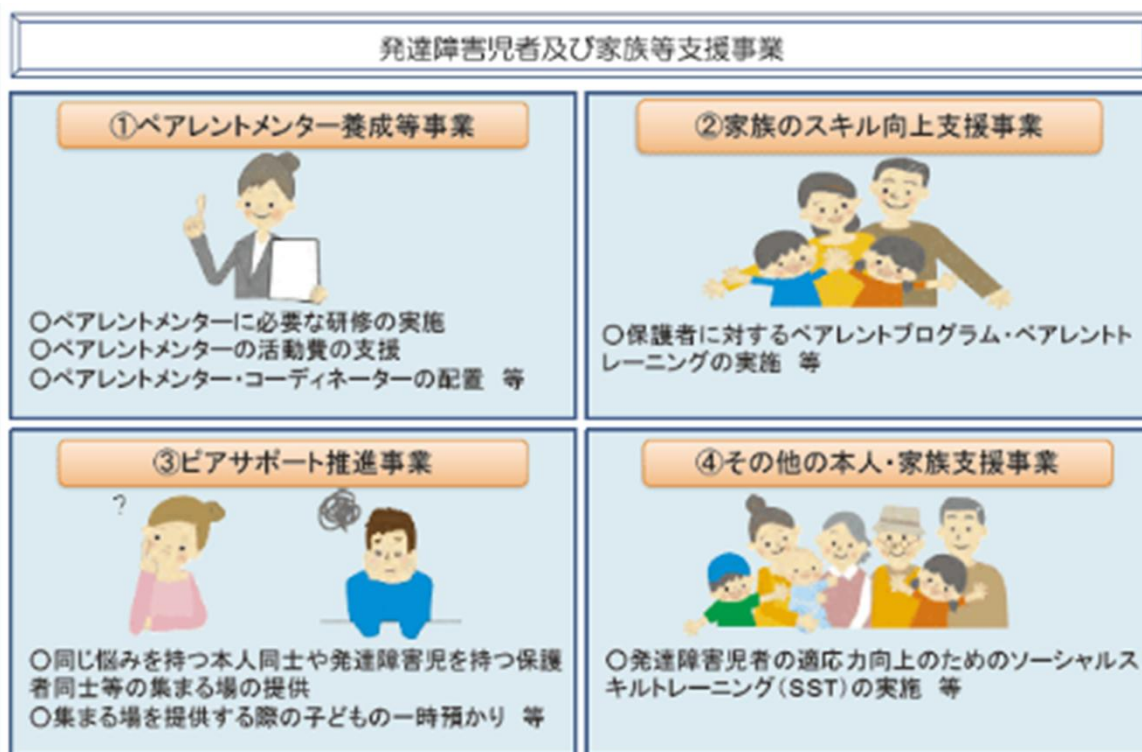 発達障害児者及び家族等支援事業
①ペアレントメンター養成等事業
○ペアレントメンターに必要な研修の実施
○ペアレントメンターの活動費の支援
○ペアレントメンター・コーディネーターの配置　等
②家族のスキル向上支援事業
○保護者に対するペアレントプログラム・ペアレントト
レーニングの実施　等
③ピアサポート推進事業
?
○同じ悩みを持つ本人同士や発達障害児を持つ保護
者同士等の集まる場の提供
○集まる場を提供する際の子どもの一時預かり　等
④その他の本人・家族支援事業
○発達障害児者の適応力向上のためのソーシャルス
キルトレーニング(SST)の実施　等